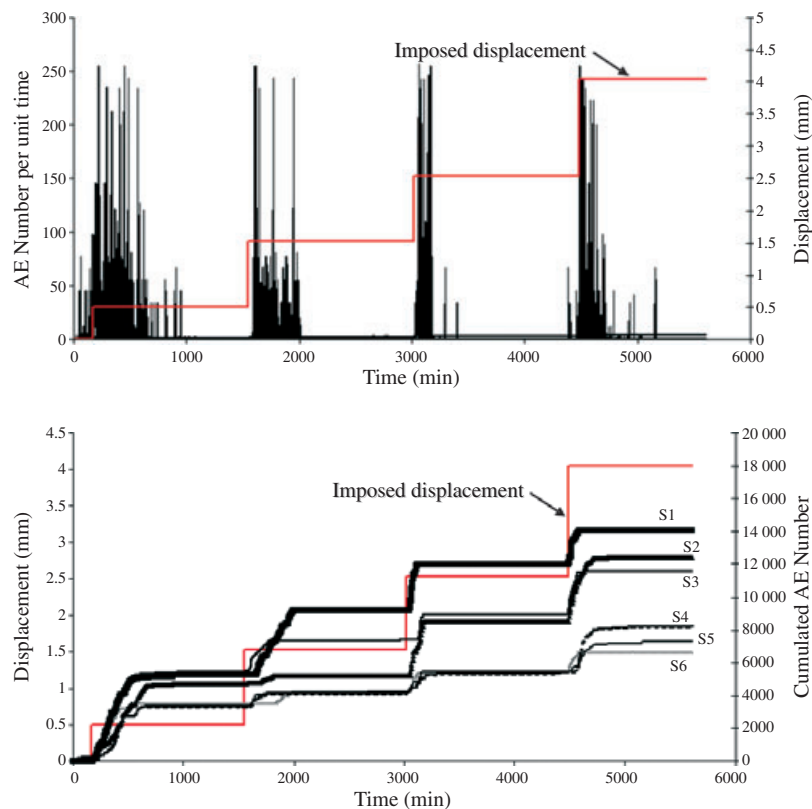 300
250
200
150
100
50
0
AE Number per unit time
Imposed displacement
5
4.5
4
3.5
3
2.5
2
1.5
1
0.5
0
Displacement (mm)
0 1000 2000 3000 4000 5000 6000
Time (min)
4.5
4
3.5
3
2.5
2
1.5
1
0.5
0
Displacement (mm)
Imposed displacement
S1
S2
S3
S4
S5
S6
20 000
18 000
16 000
14 000
12 000
10 000
8000
6000
4000
2000
0
Cumulated AE Number
0 1000 2000 3000 4000 5000 6000
Time (min)